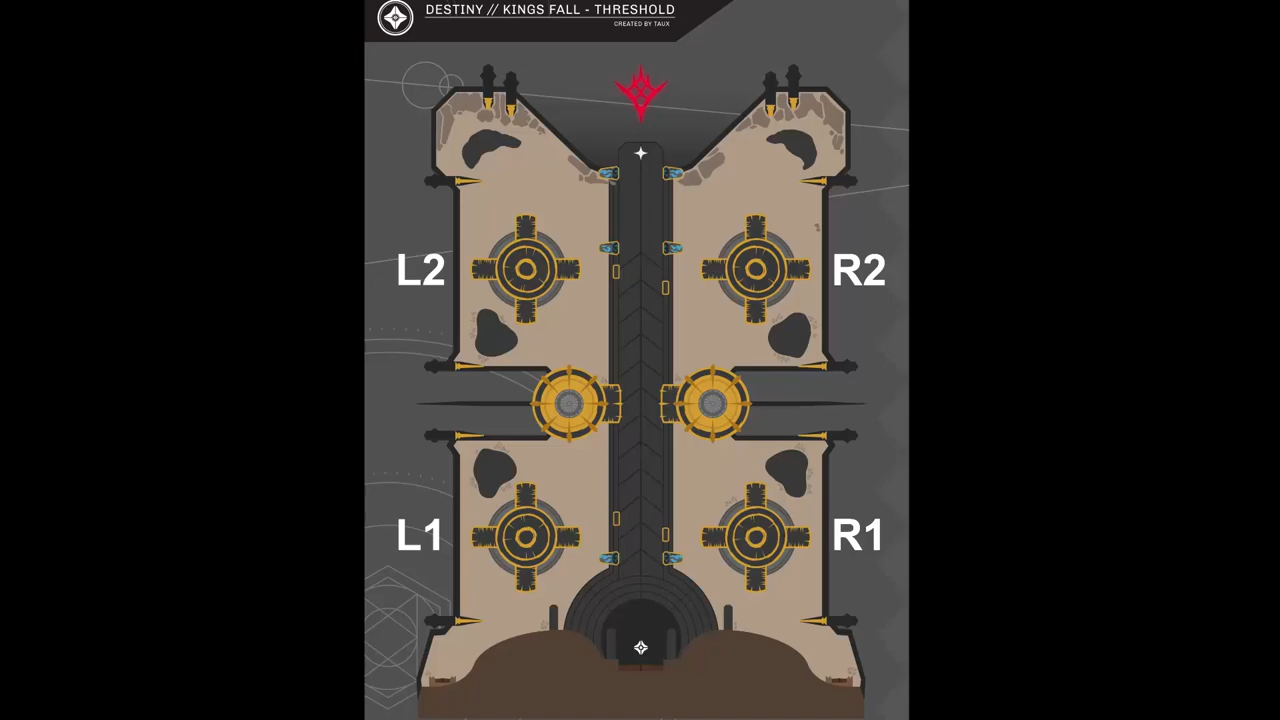 DESTINY // KINGS FALL - THRESHOLD
CREATED BY TAUX
L2
R2
L1
R1